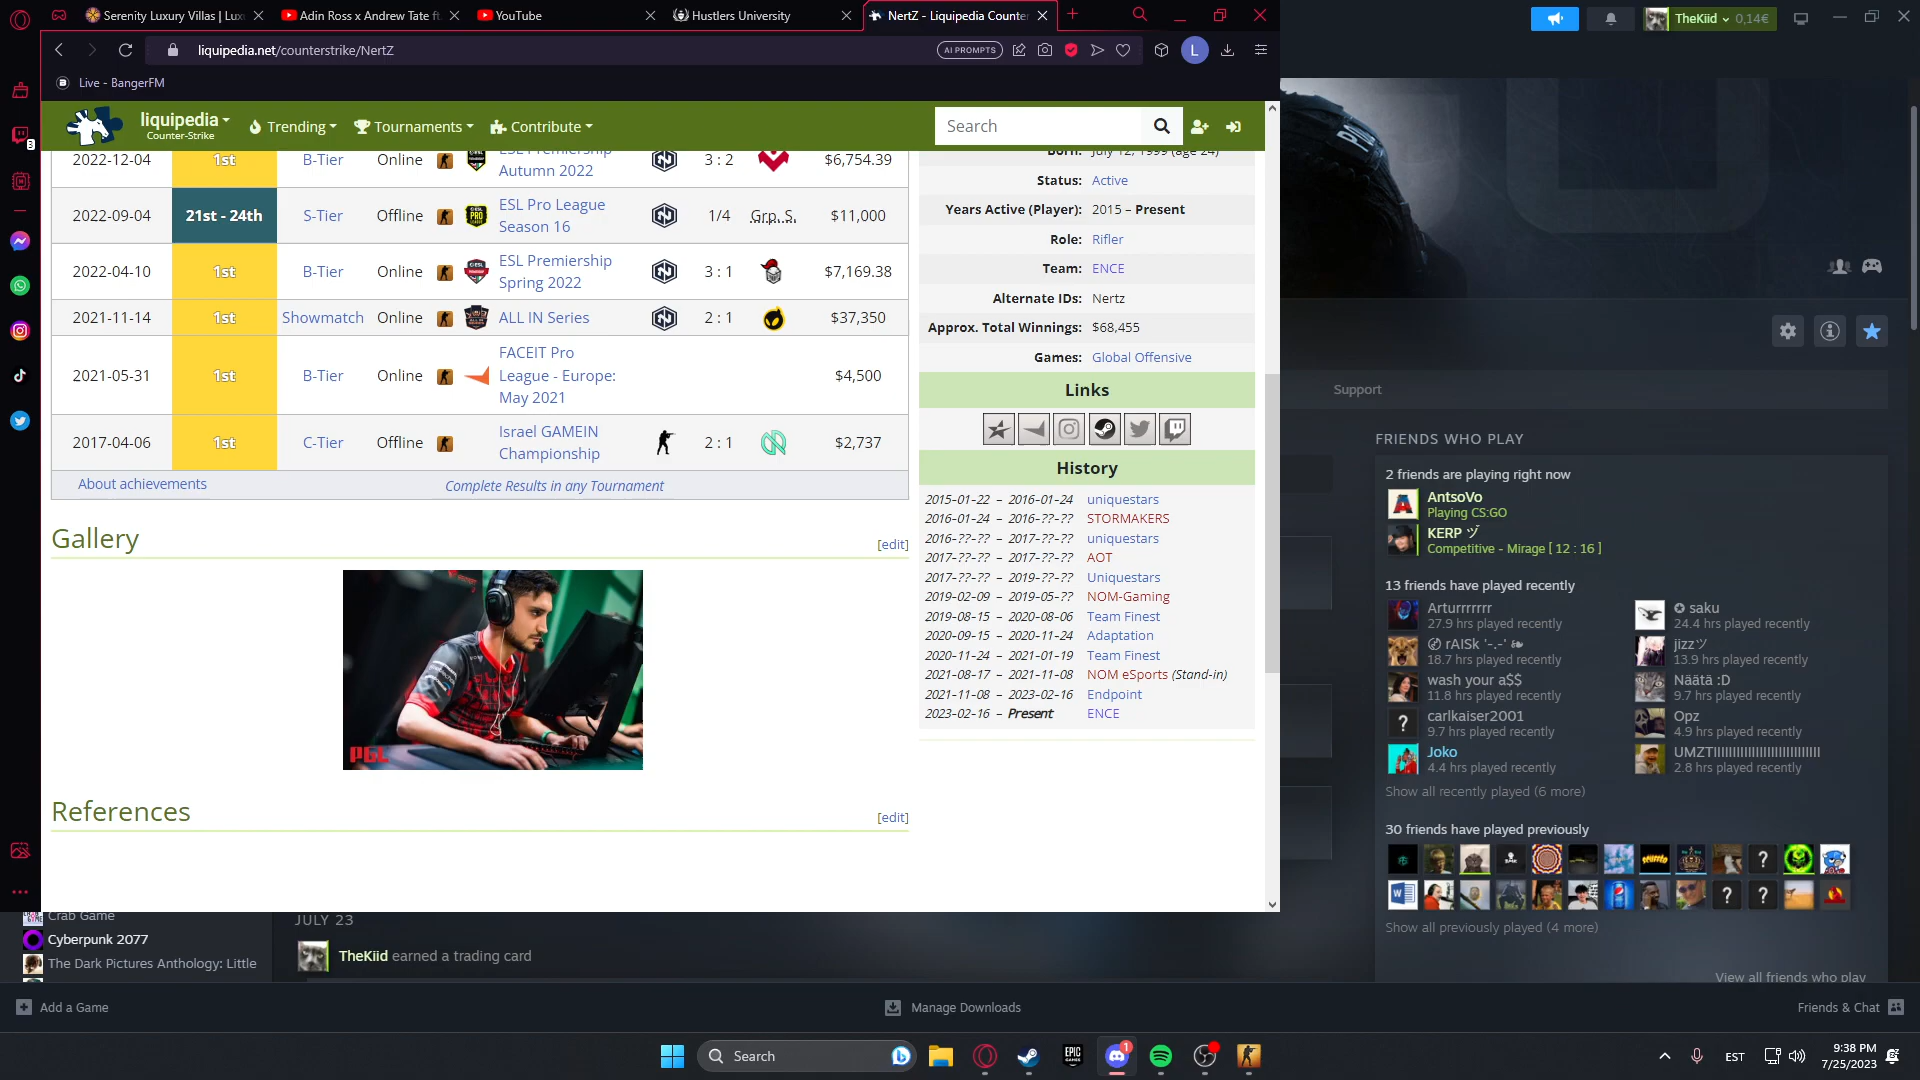 Serenity Luxury Villas | Lux
Adin Ross x Andrew Tate ft
YouTube
Hustlers University
NertZ - Liquipedia Counter
TheKiid
0,14€
liquipedia.net/counterstrike/NertZ
AI PROMPTS
L
Live - BangerFM
3
liquipedia
Counter-Strike
Trending
Tournaments
Contribute
Search
2022-12-04 1st B-Tier Online ESL Premiership Autumn 2022 3 : 2 $6,754.39
2022-09-04 21st - 24th S-Tier Offline ESL Pro League Season 16 1/4 Grp. S. $11,000
2022-04-10 1st B-Tier Online ESL Premiership Spring 2022 3 : 1 $7,169.38
2021-11-14 1st Showmatch Online ALL IN Series 2 : 1 $37,350
2021-05-31 1st B-Tier Online FACEIT Pro League - Europe: May 2021 $4,500
2017-04-06 1st C-Tier Offline Israel GAMEIN Championship 2 : 1 $2,737
About achievements
Complete Results in any Tournament
Gallery
[edit]
PGL
References
[edit]
Born: July 12, 1999 (age 24)
Status: Active
Years Active (Player): 2015 – Present
Role: Rifler
Team: ENCE
Alternate IDs: Nertz
Approx. Total Winnings: $68,455
Games: Global Offensive
Links
History
2015-01-22 – 2016-01-24 uniquestars
2016-01-24 – 2016-??-?? STORMAKERS
2016-??-?? – 2017-??-?? uniquestars
2017-??-?? – 2017-??-?? AOT
2017-??-?? – 2019-??-?? Uniquestars
2019-02-09 – 2019-05-?? NOM-Gaming
2019-08-15 – 2020-08-06 Team Finest
2020-09-15 – 2020-11-24 Adaptation
2020-11-24 – 2021-01-19 Team Finest
2021-08-17 – 2021-11-08 NOM eSports (Stand-in)
2021-11-08 – 2023-02-16 Endpoint
2023-02-16 – Present ENCE
Support
FRIENDS WHO PLAY
2 friends are playing right now
AntsoVo
Playing CS:GO
KERP ヅ
Competitive - Mirage [ 12 : 16 ]
13 friends have played recently
Arturrrrrrr
27.9 hrs played recently
✪ saku
24.4 hrs played recently
rAISk '-.-' ❧
18.7 hrs played recently
jizzツ
13.9 hrs played recently
wash your a$$
11.8 hrs played recently
Näätä :D
9.7 hrs played recently
carlkaiser2001
9.7 hrs played recently
Opz
4.9 hrs played recently
Joko
4.4 hrs played recently
2.8 hrs played recently
Show all recently played (6 more)
30 friends have played previously
Show all previously played (4 more)
View all friends who play
Crab Game
Cyberpunk 2077
The Dark Pictures Anthology: Little
JULY 23
TheKiid earned a trading card
Add a Game
Manage Downloads
Friends & Chat
Search
EPIC GAMES
1
EST
9:38 PM
7/25/2023